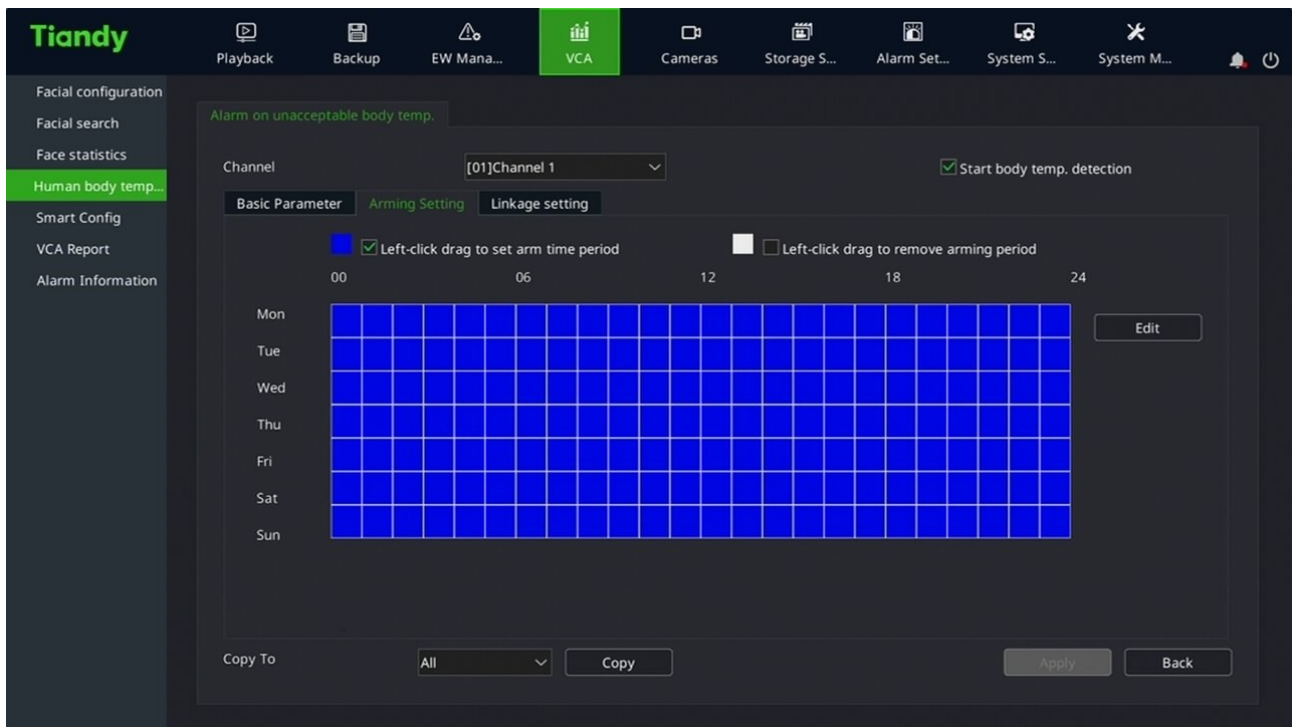 Tiandy
Playback Backup EW Mana... VCA Cameras Storage S... Alarm Set... System S... System M...
Facial configuration
Facial search
Face statistics
Human body temp...
Smart Config
VCA Report
Alarm Information
Alarm on unacceptable body temp.
Channel [01]Channel 1 Start body temp. detection
Basic Parameter Arming Setting Linkage setting
Left-click drag to set arm time period Left-click drag to remove arming period
00 06 12 18 24
Mon
Edit
Tue
Wed
Thu
Fri
Sat
Sun
Copy To All Copy Apply Back